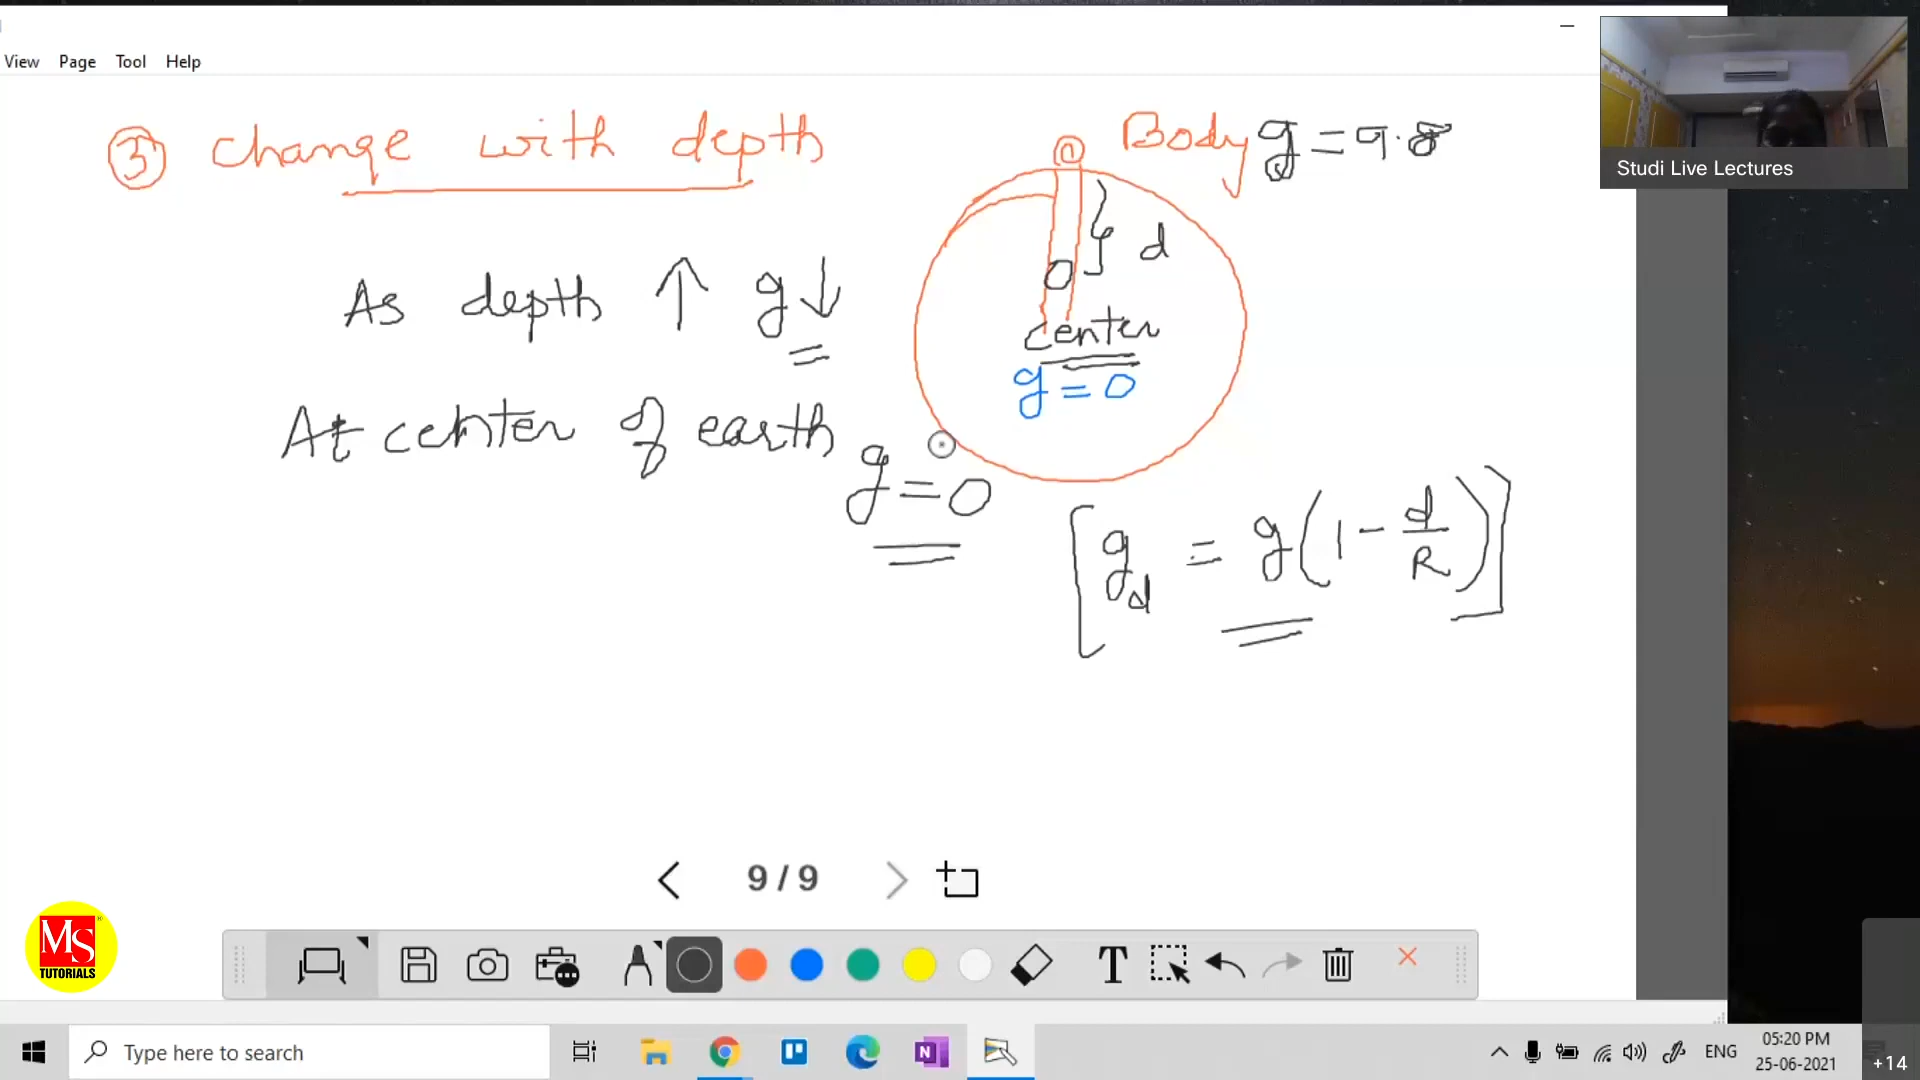 View Page Tool Help
Studi Live Lectures
③ change with depth
Body g = 9.8
d
As depth ↑ g ↓
center
g = 0
At center of earth
g = 0
[g_d = g(1 - d/R)]
9 / 9
MS
TUTORIALS
T
Type here to search
ENG
05:20 PM
25-06-2021
+14